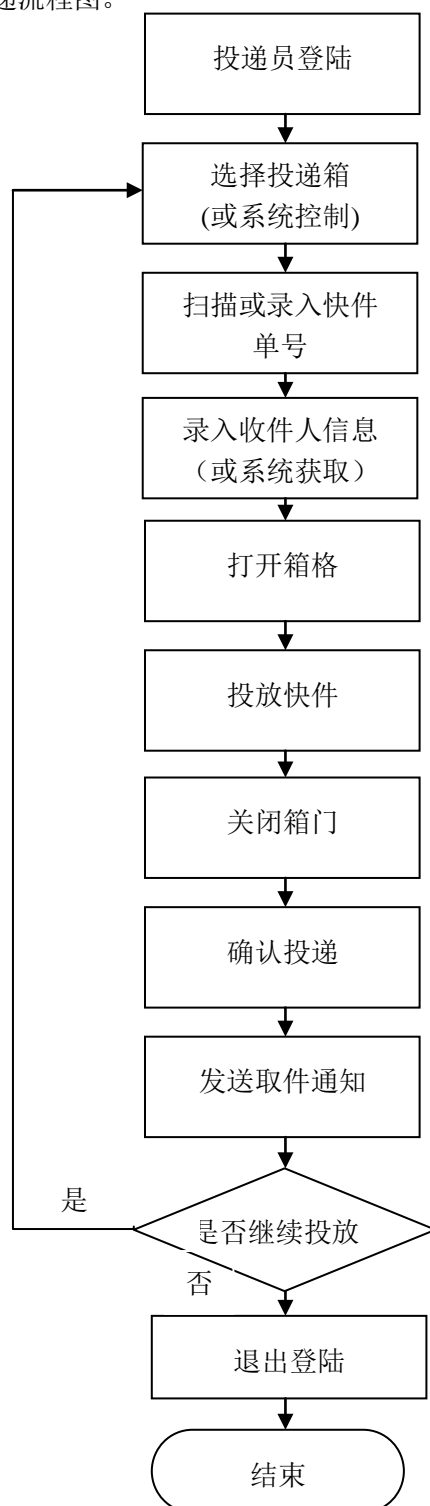 递流程图。
投递员登陆
选择投递箱
(或系统控制)
扫描或录入快件
单号
录入收件人信息
（或系统获取）
打开箱格
投放快件
关闭箱门
确认投递
发送取件通知
是
是否继续投放
否
退出登陆
结束